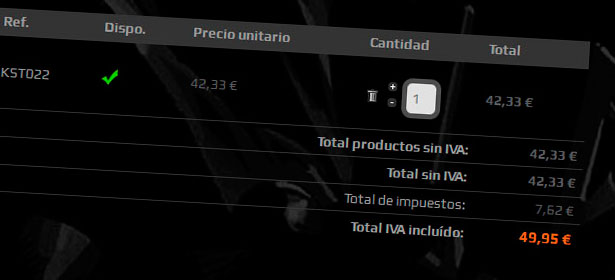 Ref. Dispo. Precio unitario Cantidad Total
KST022 42,33 € 1 42,33 €
Total productos sin IVA: 42,33 €
Total sin IVA: 42,33 €
Total de impuestos: 7,62 €
Total IVA incluído: 49,95 €